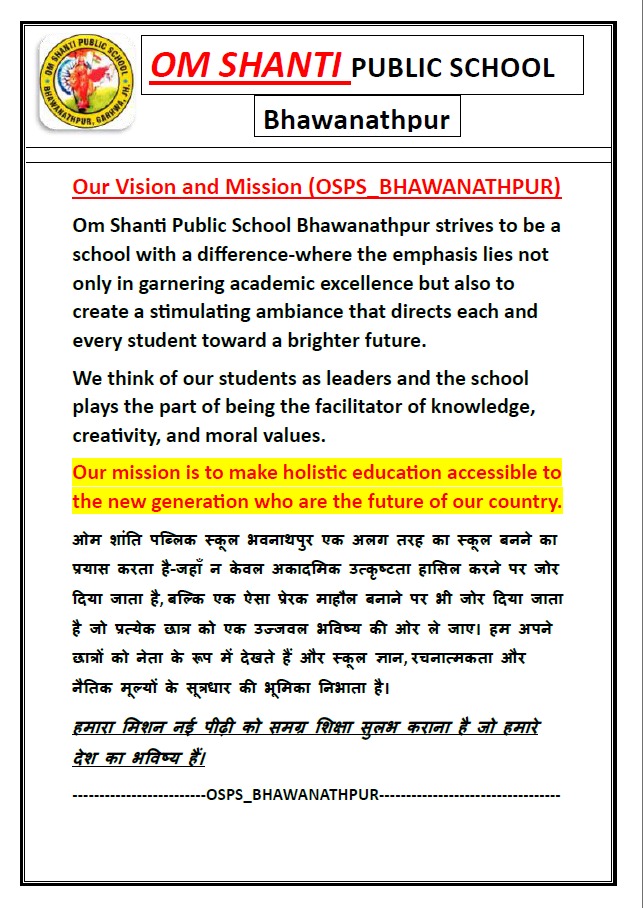 OM SHANTI PUBLIC SCHOOL
BHAWANATHPUR, GARHWA, JH.
OM SHANTI PUBLIC SCHOOL
Bhawanathpur
Our Vision and Mission (OSPS_BHAWANATHPUR)
Om Shanti Public School Bhawanathpur strives to be a
school with a difference-where the emphasis lies not
only in garnering academic excellence but also to
create a stimulating ambiance that directs each and
every student toward a brighter future.
We think of our students as leaders and the school
plays the part of being the facilitator of knowledge,
creativity, and moral values.
Our mission is to make holistic education accessible to
the new generation who are the future of our country.
ओम शांति पब्लिक स्कूल भवनाथपुर एक अलग तरह का स्कूल बनने का
प्रयास करता है-जहाँ न केवल अकादमिक उत्कृष्टता हासिल करने पर जोर
दिया जाता है, बल्कि एक ऐसा प्रेरक माहौल बनाने पर भी जोर दिया जाता
है जो प्रत्येक छात्र को एक उज्जवल भविष्य की ओर ले जाए। हम अपने
छात्रों को नेता के रूप में देखते हैं और स्कूल ज्ञान, रचनात्मकता और
नैतिक मूल्यों के सूत्रधार की भूमिका निभाता है।
हमारा मिशन नई पीढ़ी को समग्र शिक्षा सुलभ कराना है जो हमारे
देश का भविष्य हैं।
-------------------------OSPS_BHAWANATHPUR----------------------------------